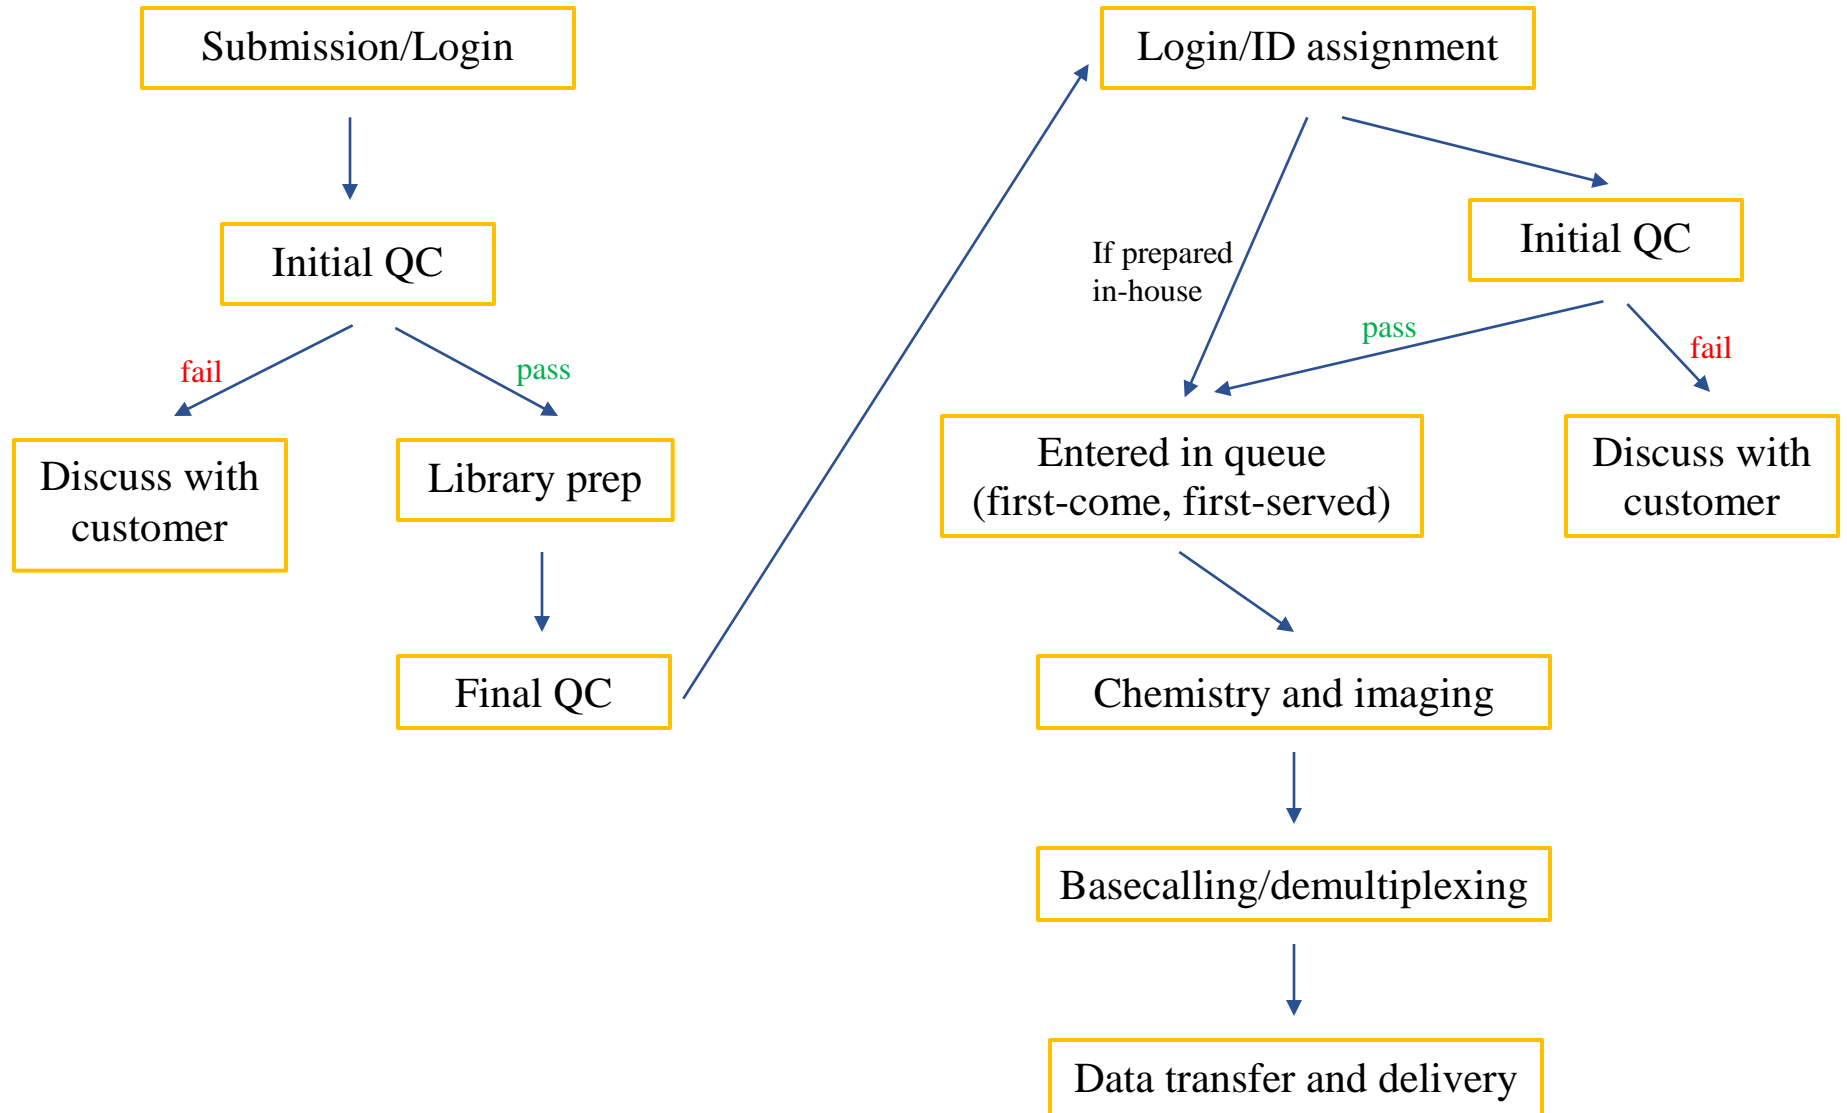 Submission/Login
Initial QC
fail
pass
Discuss with
customer
Library prep
Final QC
Login/ID assignment
If prepared
in-house
Initial QC
pass
fail
Entered in queue
(first-come, first-served)
Discuss with
customer
Chemistry and imaging
Basecalling/demultiplexing
Data transfer and delivery